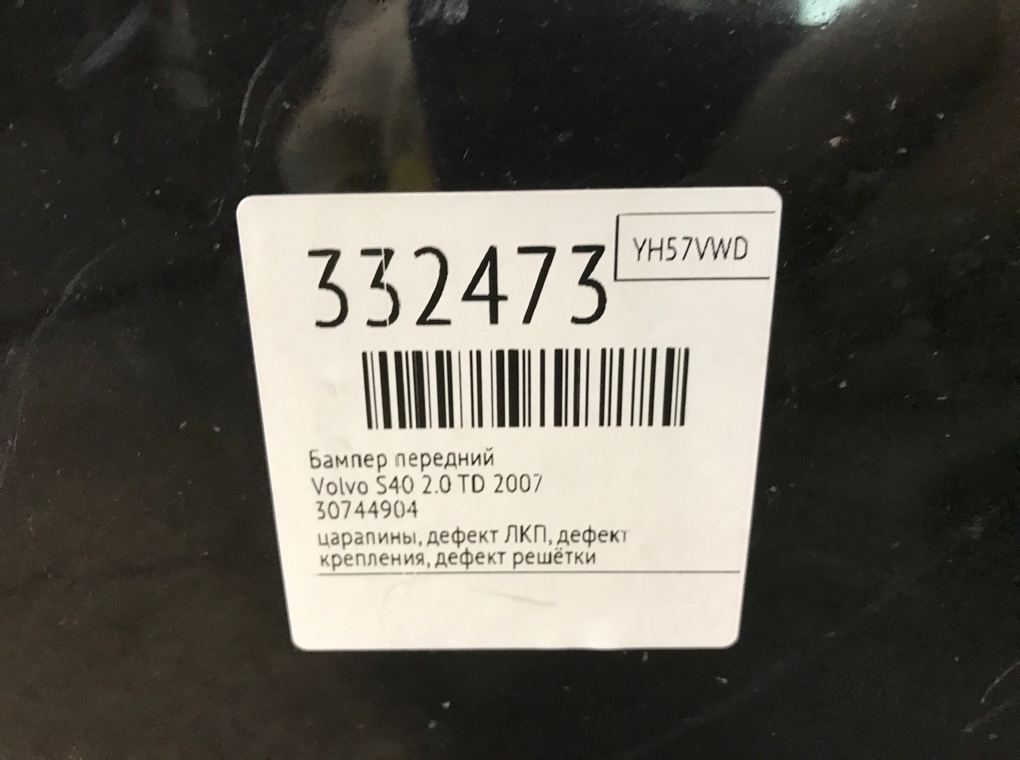 332473
YH57VWD
Бампер передний
Volvo S40 2.0 TD 2007
30744904
царапины, дефект ЛКП, дефект
крепления, дефект решётки